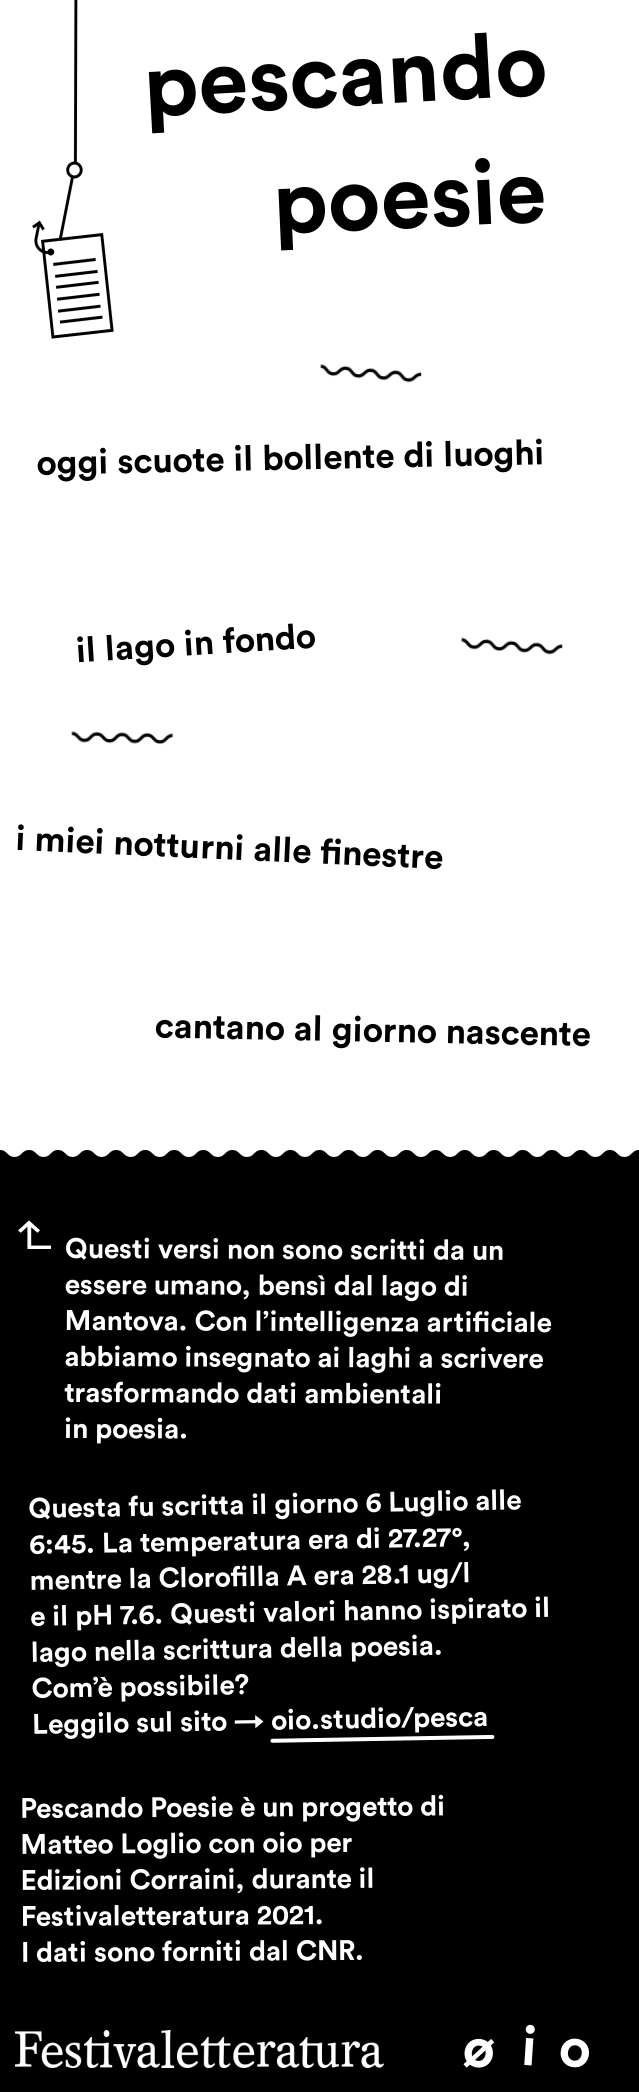 pescando
poesie
oggi scuote il bollente di luoghi
il lago in fondo
i miei notturni alle finestre
cantano al giorno nascente
Questi versi non sono scritti da un
essere umano, bensì dal lago di
Mantova. Con l'intelligenza artificiale
abbiamo insegnato ai laghi a scrivere
trasformando dati ambientali
in poesia.
Questa fu scritta il giorno 6 Luglio alle
6:45. La temperatura era di 27.27°,
mentre la Clorofilla A era 28.1 ug/l
e il pH 7.6. Questi valori hanno ispirato il
lago nella scrittura della poesia.
Com'è possibile?
Leggilo sul sito → oio.studio/pesca
Pescando Poesie è un progetto di
Matteo Loglio con oio per
Edizioni Corraini, durante il
Festivaletteratura 2021.
I dati sono forniti dal CNR.
Festivaletteratura ø i o